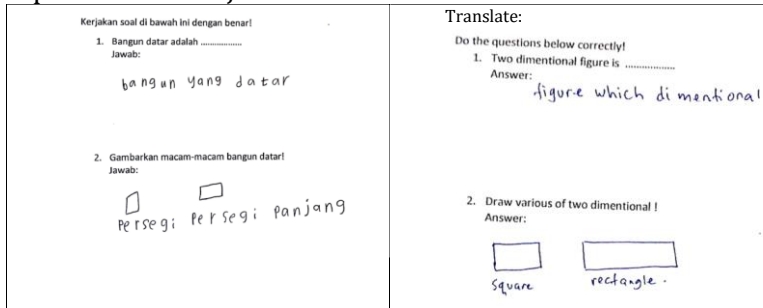 Kerjakan soal di bawah ini dengan benar!
1. Bangun datar adalah ..................
Jawab:
bangun yang datar
2. Gambarkan macam-macam bangun datar!
Jawab:
Persegi Persegi Panjang
Translate:
Do the questions below correctly!
1. Two dimentional figure is ..................
Answer:
figure which dimentional
2. Draw various of two dimentional !
Answer:
square rectangle.